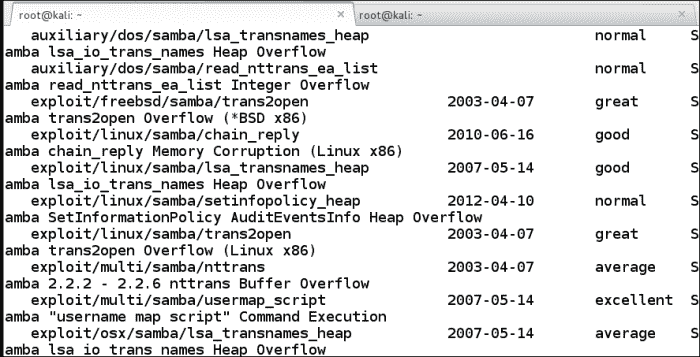 root@kali: ~ × root@kali: ~ ×
auxiliary/dos/samba/lsa_transnames_heap normal S
amba lsa_io_trans_names Heap Overflow
auxiliary/dos/samba/read_nttrans_ea_list normal S
amba read_nttrans_ea_list Integer Overflow
exploit/freebsd/samba/trans2open 2003-04-07 great S
amba trans2open Overflow (*BSD x86)
exploit/linux/samba/chain_reply 2010-06-16 good S
amba chain_reply Memory Corruption (Linux x86)
exploit/linux/samba/lsa_transnames_heap 2007-05-14 good S
amba lsa_io_trans_names Heap Overflow
exploit/linux/samba/setinfopolicy_heap 2012-04-10 normal S
amba SetInformationPolicy AuditEventsInfo Heap Overflow
exploit/linux/samba/trans2open 2003-04-07 great S
amba trans2open Overflow (Linux x86)
exploit/multi/samba/nttrans 2003-04-07 average S
amba 2.2.2 - 2.2.6 nttrans Buffer Overflow
exploit/multi/samba/usermap_script 2007-05-14 excellent S
amba "username map script" Command Execution
exploit/osx/samba/lsa_transnames_heap 2007-05-14 average S
amba lsa_io_trans_names Heap Overflow